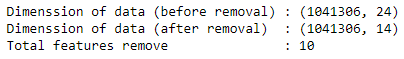 Dimenssion of data (before removal) : (1041306, 24)
Dimenssion of data (after removal)  : (1041306, 14)
Total features remove               : 10